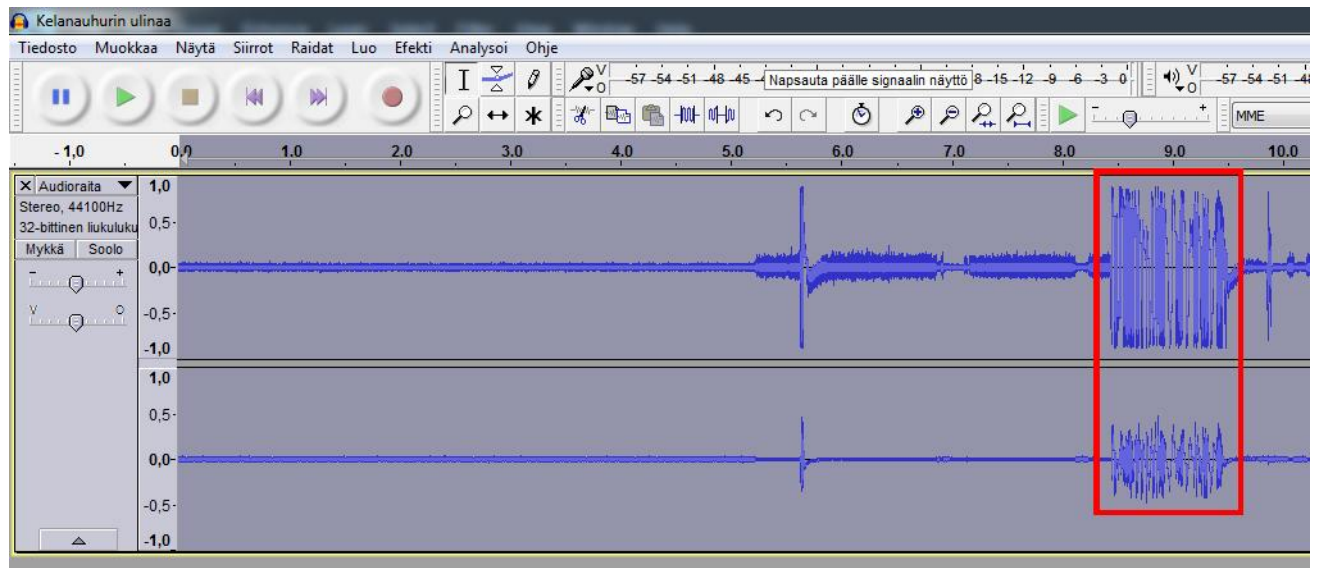 Kelanauhurin ulinaa
Tiedosto Muokkaa Näytä Siirrot Raidat Luo Efekti Analysoi Ohje
V O -57 -54 -51 -48 -45 -4 Napsauta päälle signaalin näyttö 8 -15 -12 -9 -6 -3 0 V O -57 -54 -51 -48
- + MME
- 1,0 0,0 1.0 2.0 3.0 4.0 5.0 6.0 7.0 8.0 9.0 10.0
X Audioraita 1,0
Stereo, 44100Hz
32-bittinen liukuluku 0,5-
Mykkä Soolo
- + 0,0-
V O -0,5-
-1,0
1,0
0,5-
0,0-
-0,5-
-1,0